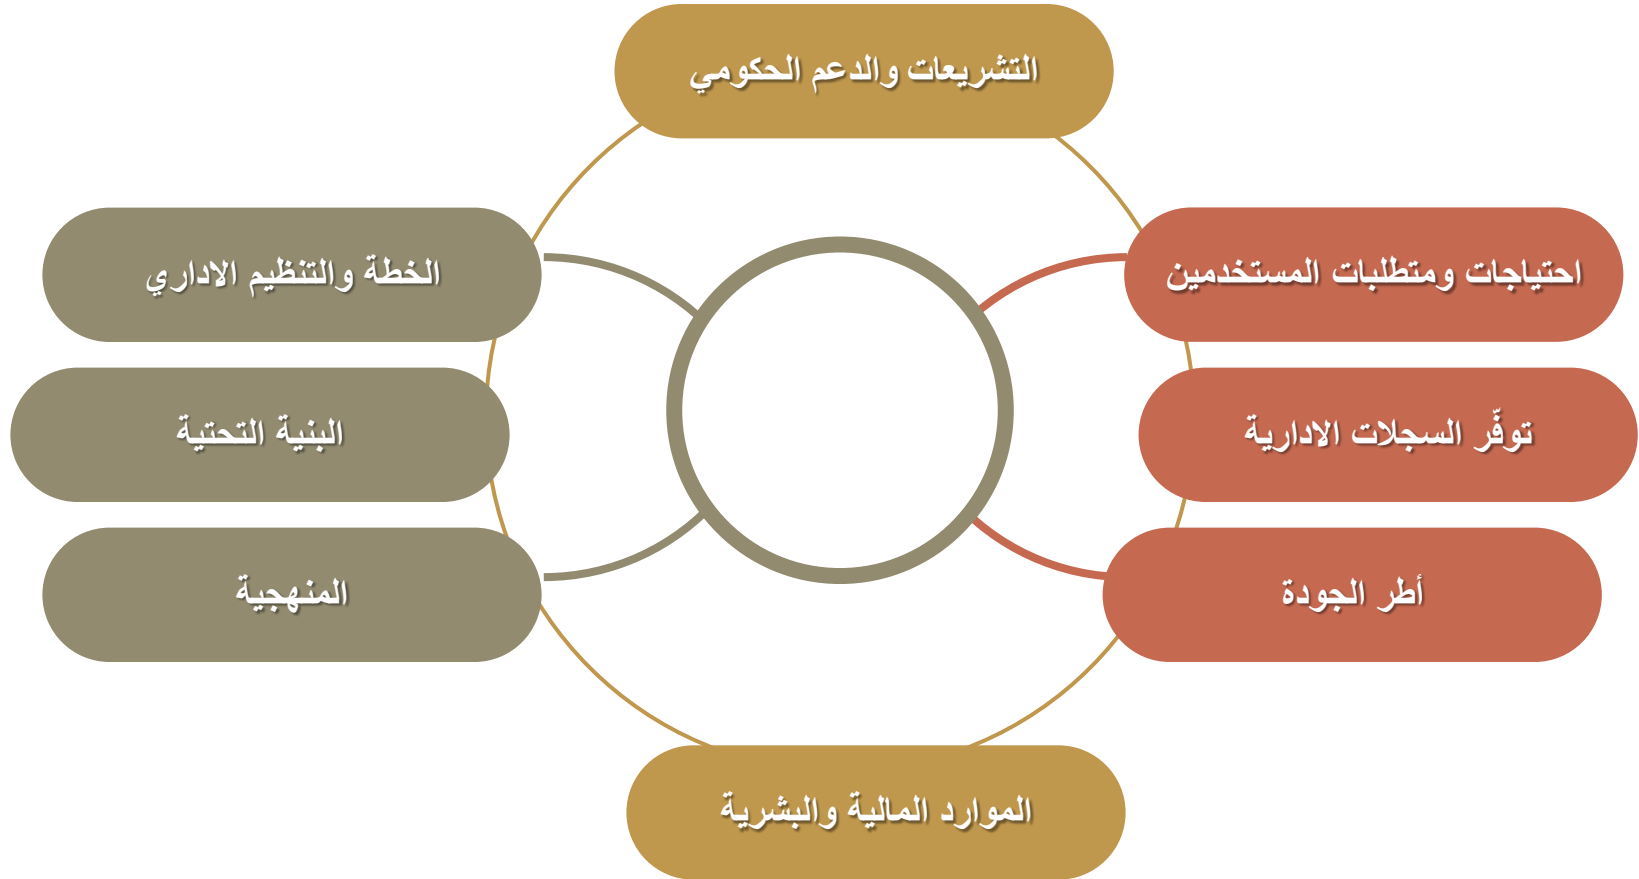 التشريعات والدعم الحكومي
احتياجات ومتطلبات المستخدمين
الخطة والتنظيم الاداري
توفّر السجلات الادارية
البنية التحتية
أطر الجودة
المنهجية
الموارد المالية والبشرية